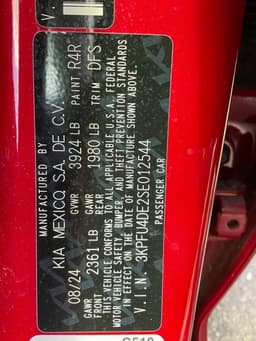 MANUFACTURED BY
KIA MEXICO, S.A. DE C.V.
08/24 GVWR 3924 LB PAINT R4R
GAWR FRONT 2361 LB GAWR REAR 1980 LB TRIM DFS
THIS VEHICLE CONFORMS TO ALL APPLICABLE U.S.A. FEDERAL
MOTOR VEHICLE SAFETY, BUMPER, AND THEFT PREVENTION STANDARDS
IN EFFECT ON THE DATE OF MANUFACTURE SHOWN ABOVE.
V.I.N. 3KPFU4DE2SE012544
PASSENGER CAR